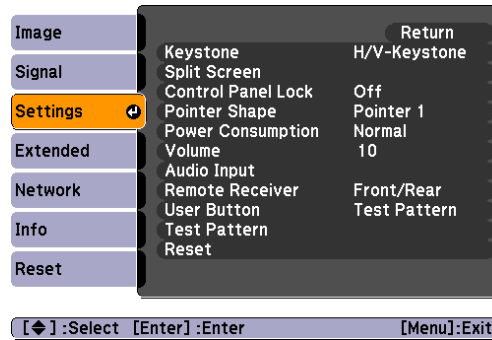 Image
Signal
Settings
Extended
Network
Info
Reset
Return
Keystone H/V-Keystone
Split Screen
Control Panel Lock Off
Pointer Shape Pointer 1
Power Consumption Normal
Volume 10
Audio Input
Remote Receiver Front/Rear
User Button Test Pattern
Test Pattern
Reset
[◆] :Select [Enter] :Enter [Menu]:Exit